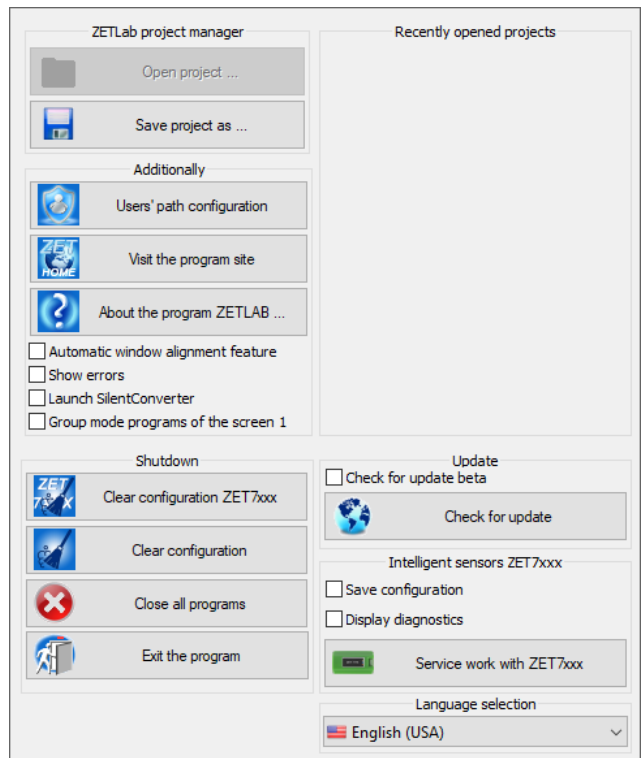 ZETLab project manager
Open project ...
Save project as ...
Additionally
Users' path configuration
ZET
HOME
Visit the program site
?
About the program ZETLAB ...
Automatic window alignment feature
Show errors
Launch SilentConverter
Group mode programs of the screen 1
Shutdown
ZET
Clear configuration ZET7xxx
Clear configuration
Close all programs
Exit the program
Recently opened projects
Update
Check for update beta
Check for update
Intelligent sensors ZET7xxx
Save configuration
Display diagnostics
Service work with ZET7xxx
Language selection
English (USA)